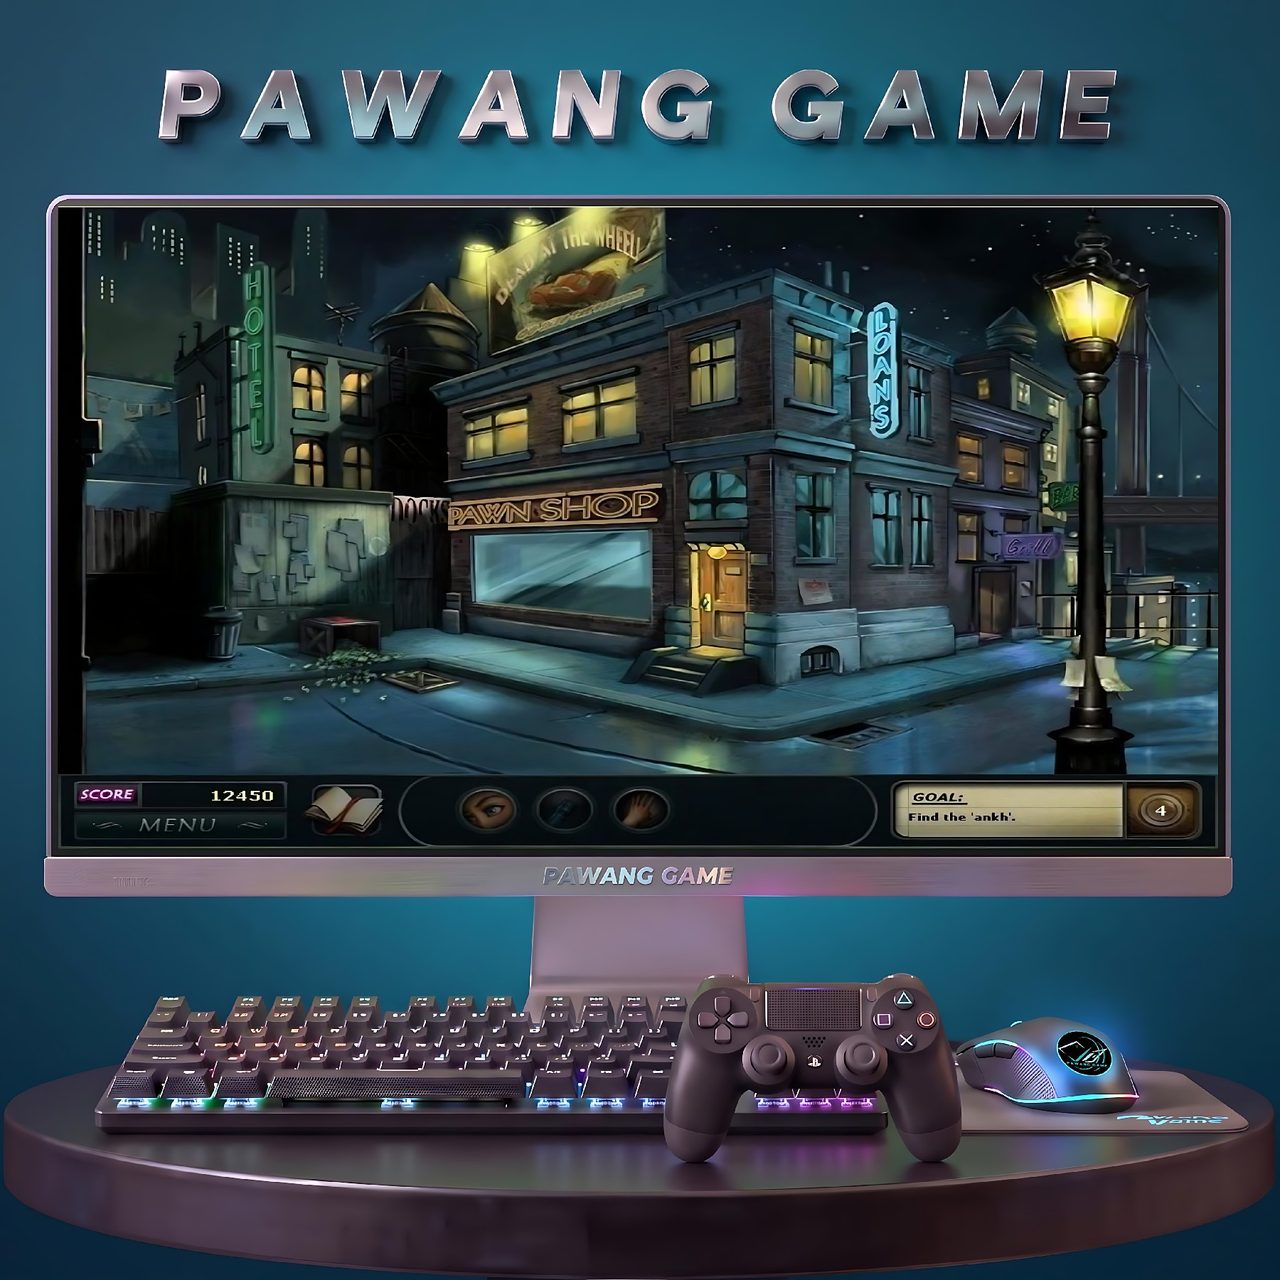 PAWANG GAME
DEAD AT THE WHEEL
HOTEL
LOANS
DOCKS
PAWN SHOP
BAR
Grill
SCORE 12450
MENU
GOAL:
Find the 'ankh'.
4
PAWANG GAME